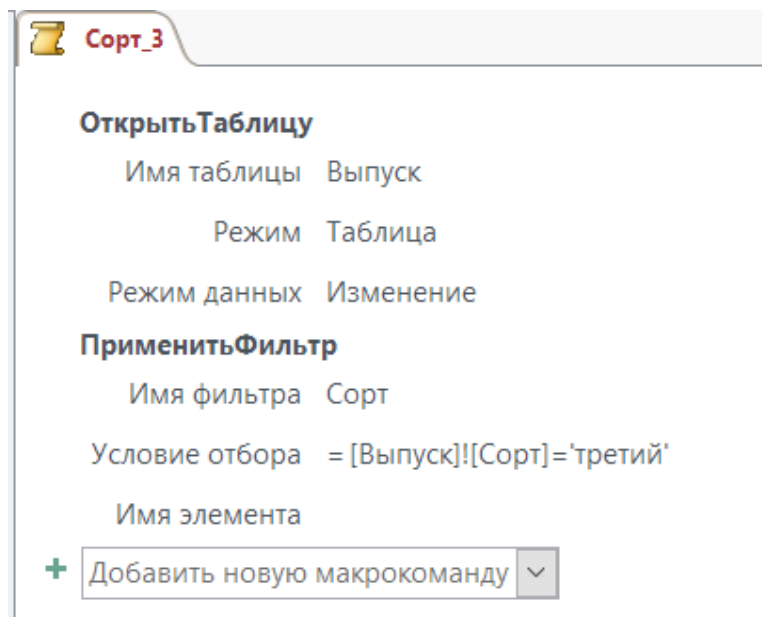 Сорт_3
ОткрытьТаблицу
Имя таблицы Выпуск
Режим Таблица
Режим данных Изменение
ПрименитьФильтр
Имя фильтра Сорт
Условие отбора = [Выпуск]![Сорт]='третий'
Имя элемента
Добавить новую макрокоманду